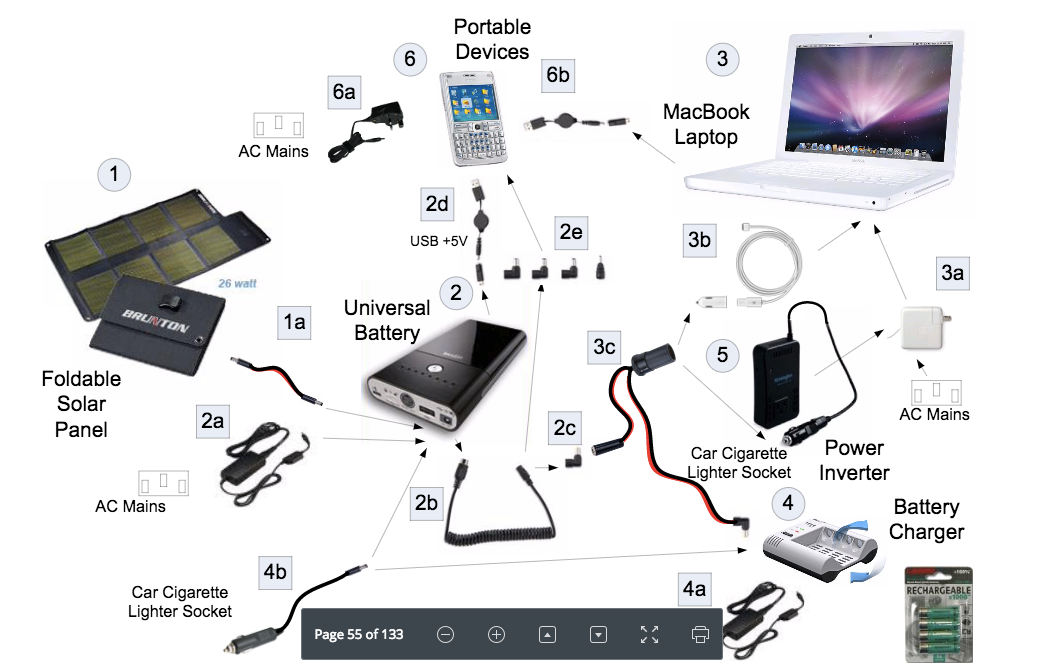 Portable
Devices
6
6b
3
6a
AC Mains
MacBook
Laptop
1
2d
USB +5V
2e
3b
26 watt
3a
2
Universal
Battery
BRUNTON
1a
3c
5
Foldable
Solar
Panel
AC Mains
2a
2c
Car Cigarette
Lighter Socket
Power
Inverter
AC Mains
2b
4
Battery
Charger
4b
4a
Car Cigarette
Lighter Socket
RECHARGEABLE
x1000
Page 55 of 133